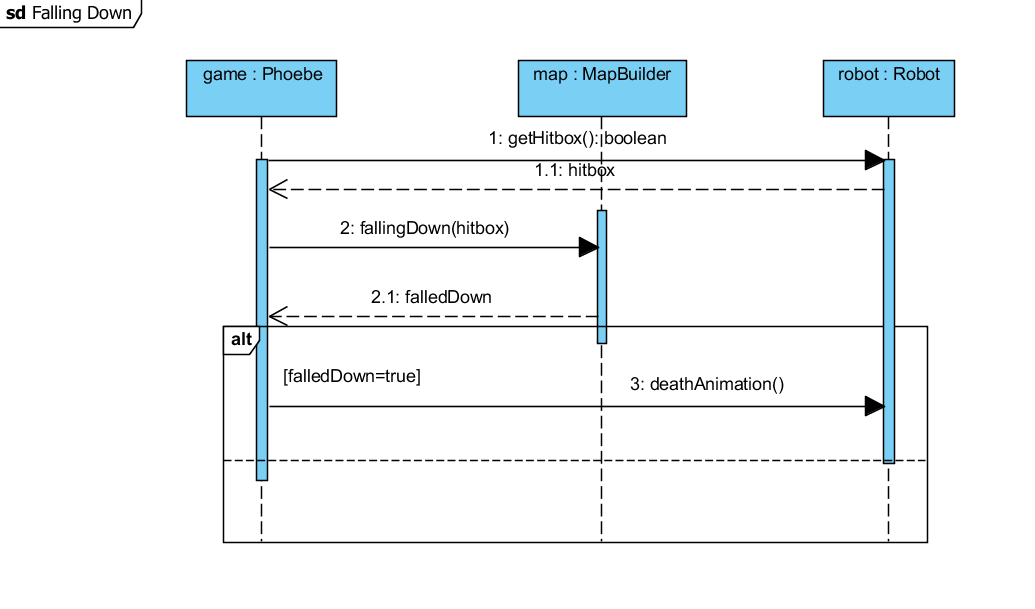 sd Falling Down
game : Phoebe
map : MapBuilder
robot : Robot
1: getHitbox(): boolean
1.1: hitbox
2: fallingDown(hitbox)
2.1: falledDown
alt
[falledDown=true]
3: deathAnimation()